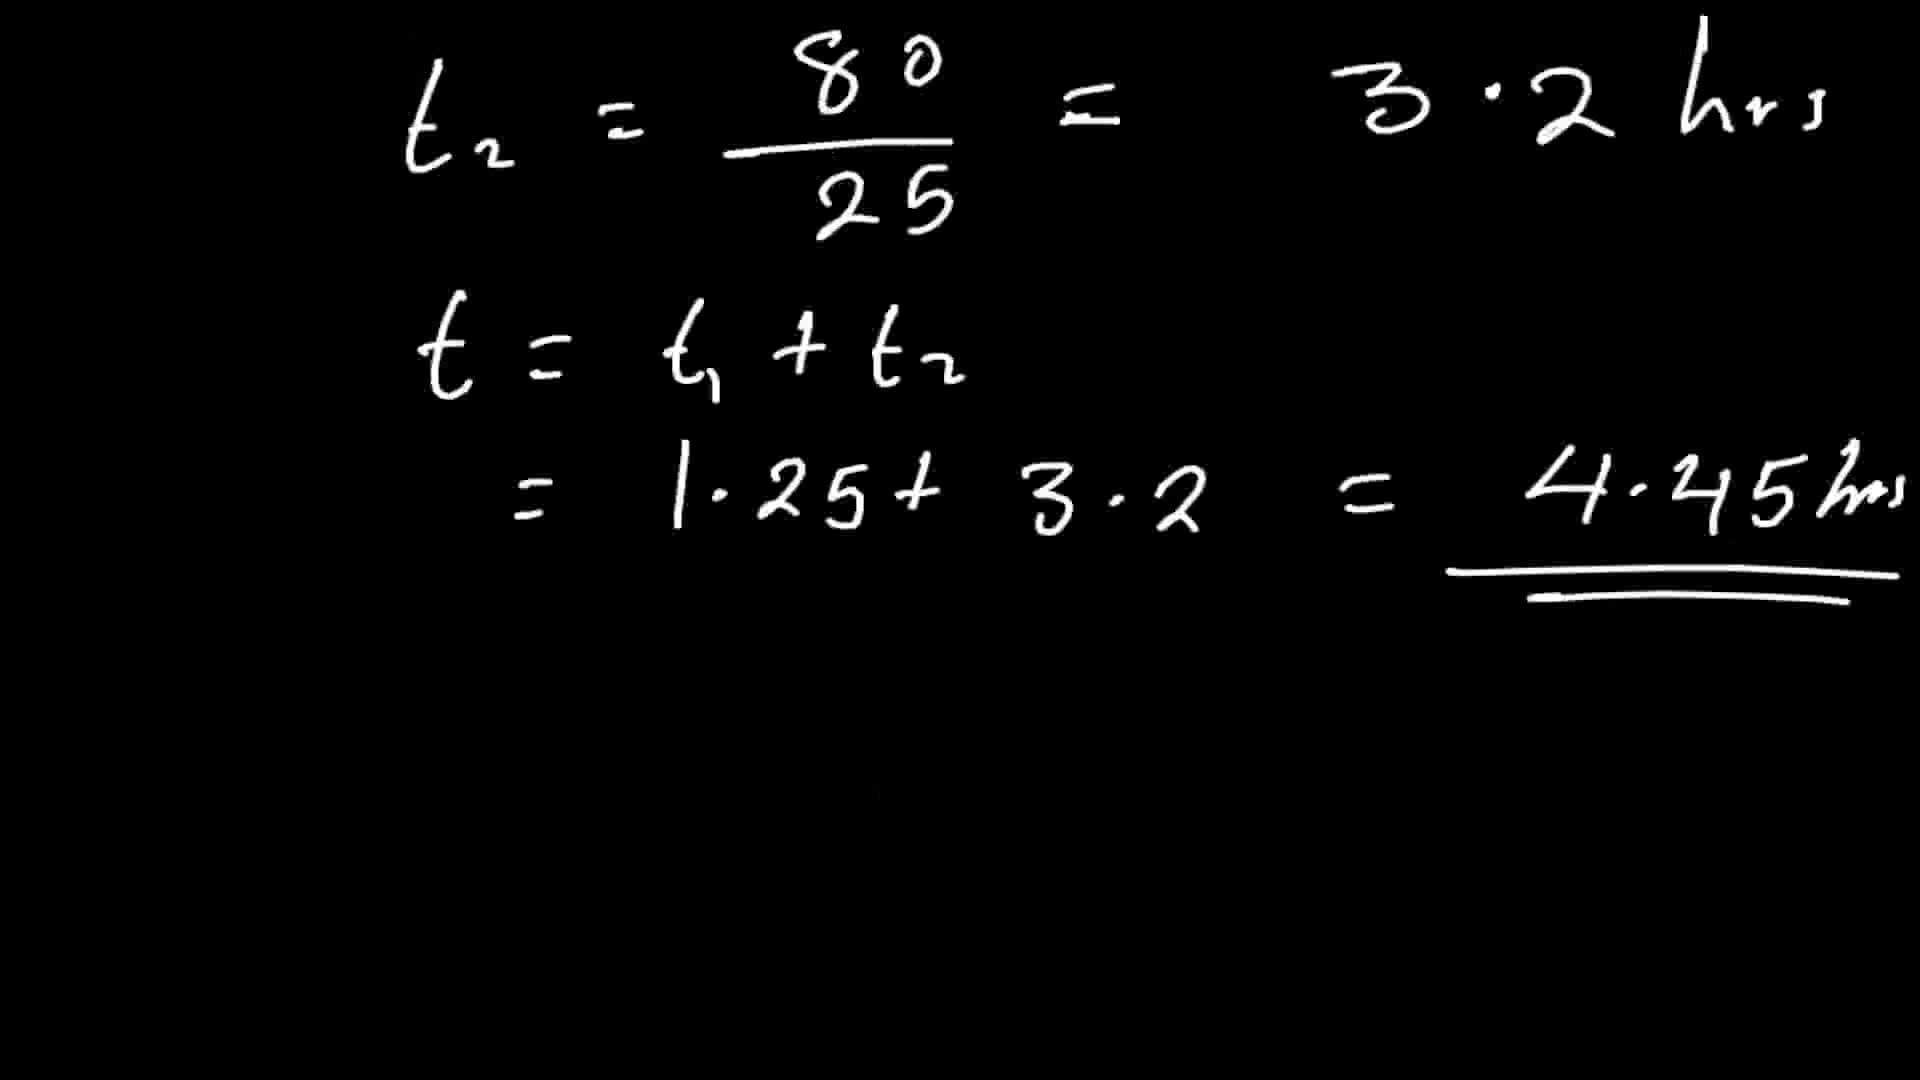 t₂ = 80/25 = 3.2 hrs
t = t₁ + t₂
= 1.25 + 3.2 = 4.45 hrs